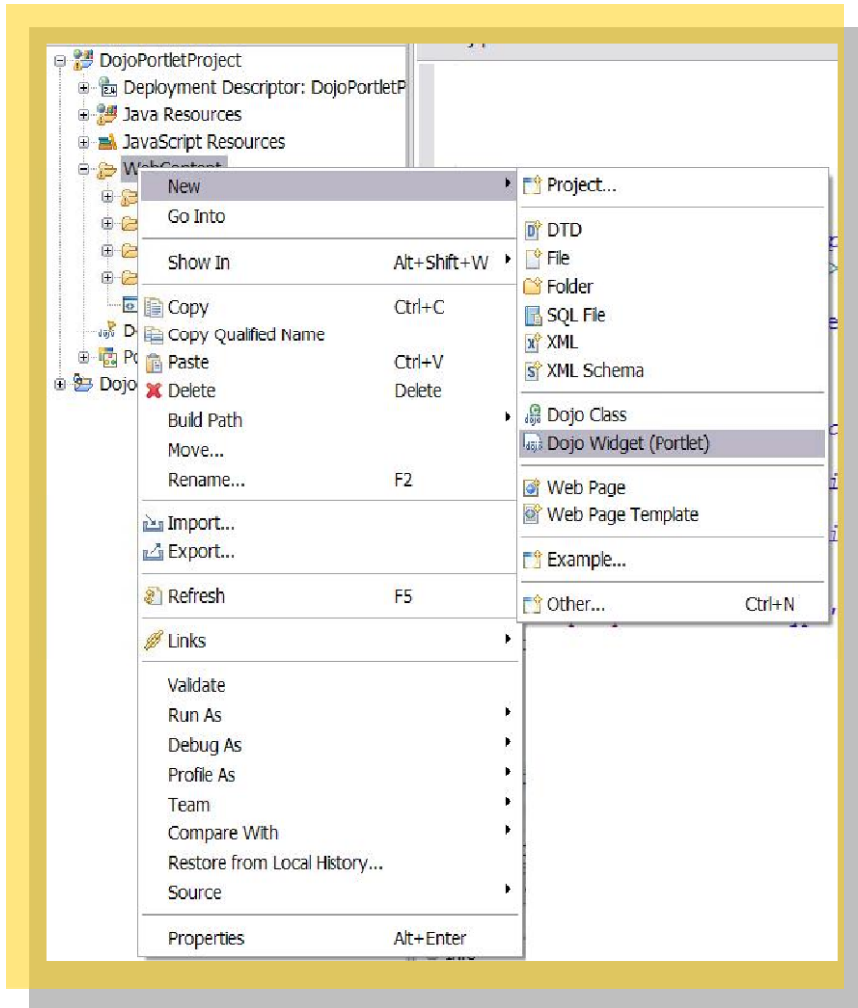 DojoPortletProject
Deployment Descriptor: DojoPortletP
Java Resources
JavaScript Resources
WebContent
New
Go Into
Show In Alt+Shift+W
Copy Ctrl+C
Copy Qualified Name
Paste Ctrl+V
Delete Delete
Build Path
Move...
Rename... F2
Import...
Export...
Refresh F5
Links
Validate
Run As
Debug As
Profile As
Team
Compare With
Restore from Local History...
Source
Properties Alt+Enter
Project...
DTD
File
Folder
SQL File
XML
XML Schema
Dojo Class
Dojo Widget (Portlet)
Web Page
Web Page Template
Example...
Other... Ctrl+N
D
Po
Dojo